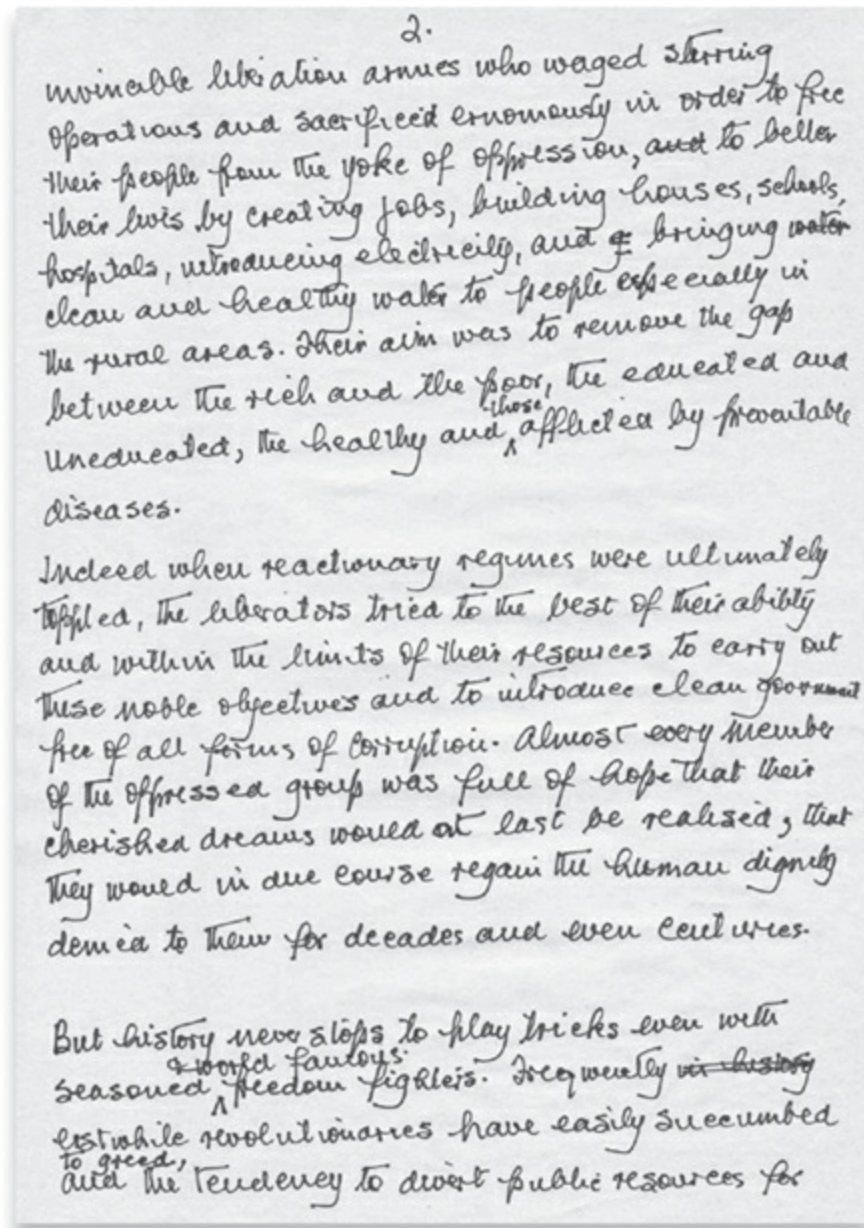 2.
invincible liberation armies who waged stirring
operations and sacrificed ernomously in order to free
their people from the yoke of oppression, and to better
their lives by creating jobs, building houses, schools,
hospitals, introducing electricity, and bringing water
clean and healthy water to people especially in
the rural areas. Their aim was to remove the gap
between the rich and the poor, the educated and
those
uneducated, the healthy and afflicted by preventable
diseases.
Indeed when reactionary regimes were ultimately
toppled, the liberators tried to the best of their ability
and within the limits of their resources to carry out
these noble objectives and to introduce clean government
free of all forms of corruption. Almost every member
of the oppressed group was full of hope that their
cherished dreams would at last be realised, that
they would in due course regain the human dignity
denied to them for decades and even centuries.
But history never stops to play tricks even with
& world famous
seasoned freedom fighters. Frequently in history
erstwhile revolutionaries have easily succumbed
to greed,
and the tendency to divert public resources for